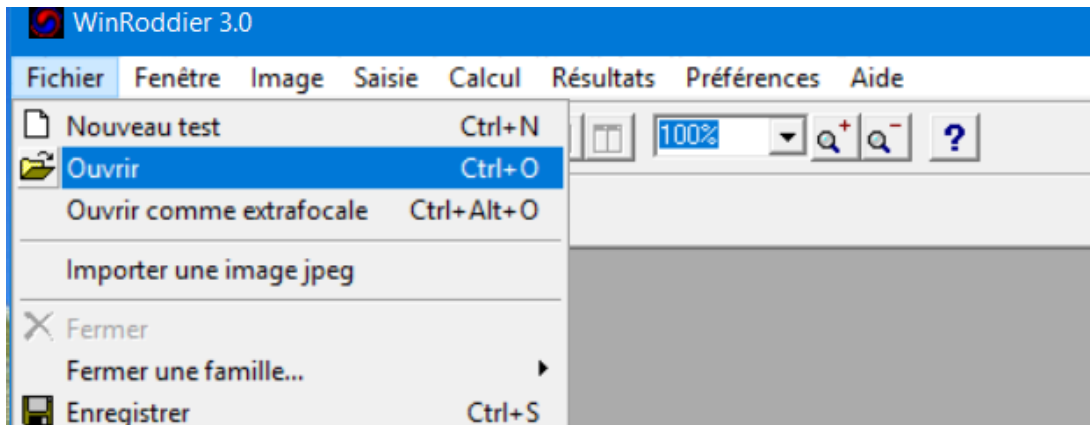 WinRoddier 3.0
Fichier Fenêtre Image Saisie Calcul Résultats Préférences Aide
Nouveau test Ctrl+N
100% ?
Ouvrir Ctrl+O
Ouvrir comme extrafocale Ctrl+Alt+O
Importer une image jpeg
Fermer
Fermer une famille...
Enregistrer Ctrl+S